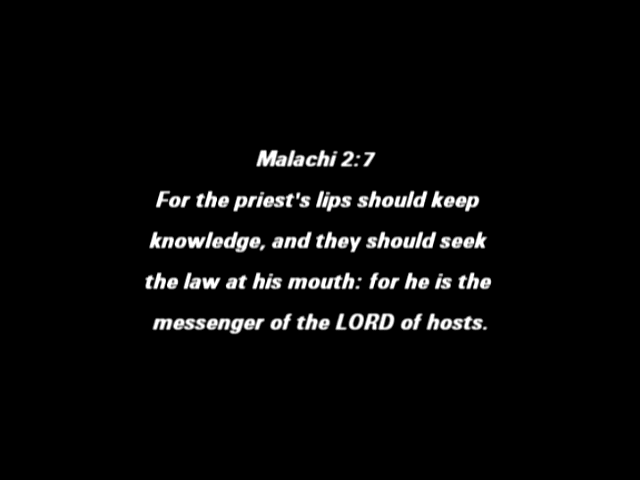 Malachi 2:7
For the priest's lips should keep
knowledge, and they should seek
the law at his mouth: for he is the
messenger of the LORD of hosts.